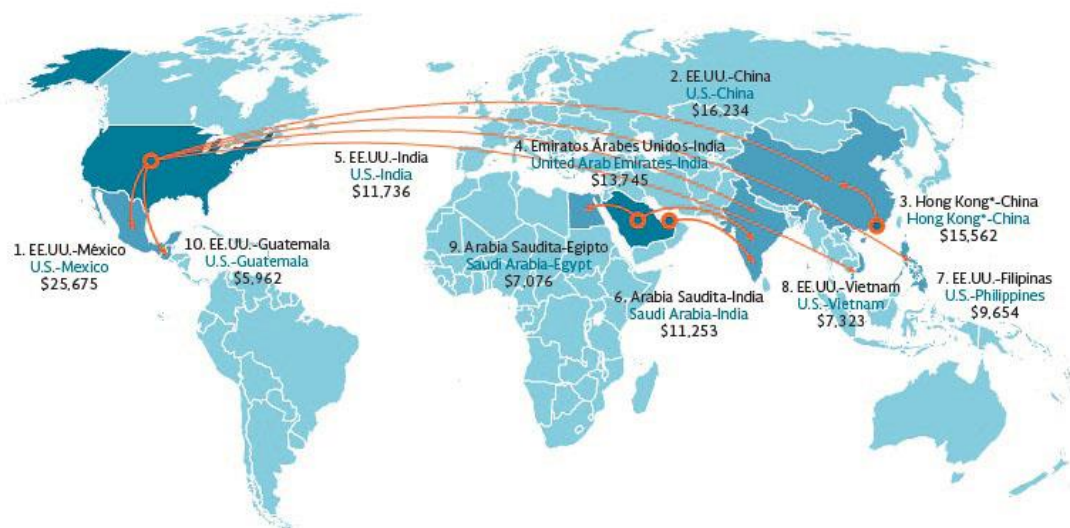 2. EE.UU.-China
U.S.-China
$16,234
5. EE.UU.-India
U.S.-India
$11,736
4. Emiratos Árabes Unidos-India
United Arab Emirates-India
$13,745
3. Hong Kong*-China
Hong Kong*-China
$15,562
1. EE.UU.-México
U.S.-Mexico
$25,675
10. EE.UU.-Guatemala
U.S.-Guatemala
$5,962
9. Arabia Saudita-Egipto
Saudi Arabia-Egypt
$7,076
6. Arabia Saudita-India
Saudi Arabia-India
$11,253
8. EE.UU.-Vietnam
U.S.-Vietnam
$7,323
7. EE.UU.-Filipinas
U.S.-Philippines
$9,654